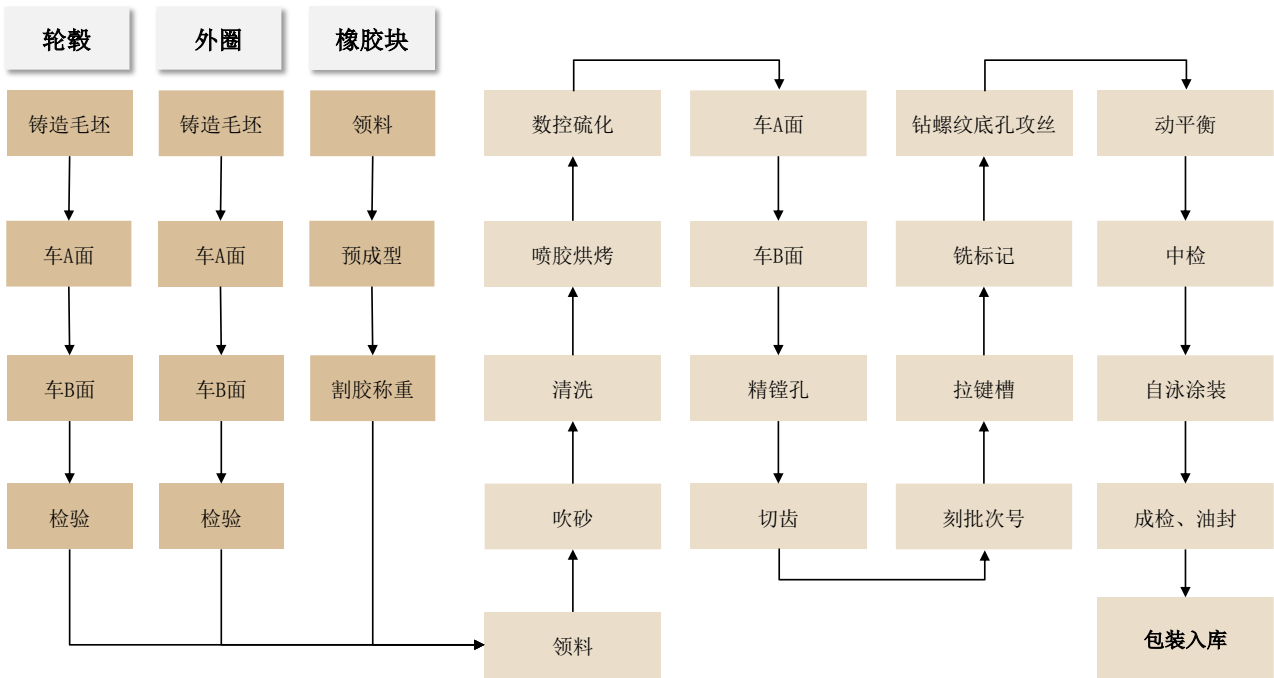 轮毂
外圈
橡胶块
铸造毛坯
车A面
车B面
检验
铸造毛坯
车A面
车B面
检验
领料
预成型
割胶称重
领料
吹砂
清洗
喷胶烘烤
数控硫化
车A面
车B面
精镗孔
切齿
刻批次号
拉键槽
铣标记
钻螺纹底孔攻丝
动平衡
中检
自泳涂装
成检、油封
包装入库